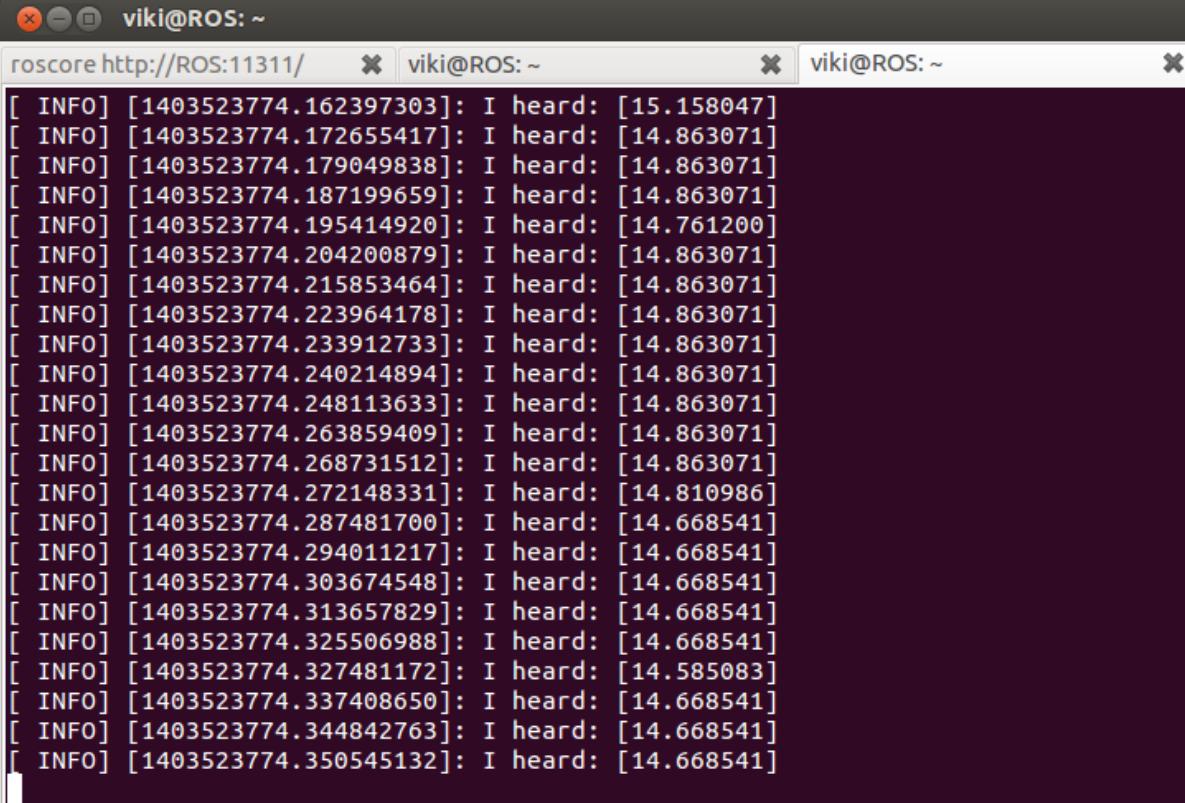 viki@ROS: ~
roscore http://ROS:11311/ viki@ROS: ~ viki@ROS: ~
[ INFO] [1403523774.162397303]: I heard: [15.158047]
[ INFO] [1403523774.172655417]: I heard: [14.863071]
[ INFO] [1403523774.179049838]: I heard: [14.863071]
[ INFO] [1403523774.187199659]: I heard: [14.863071]
[ INFO] [1403523774.195414920]: I heard: [14.761200]
[ INFO] [1403523774.204200879]: I heard: [14.863071]
[ INFO] [1403523774.215853464]: I heard: [14.863071]
[ INFO] [1403523774.223964178]: I heard: [14.863071]
[ INFO] [1403523774.233912733]: I heard: [14.863071]
[ INFO] [1403523774.240214894]: I heard: [14.863071]
[ INFO] [1403523774.248113633]: I heard: [14.863071]
[ INFO] [1403523774.263859409]: I heard: [14.863071]
[ INFO] [1403523774.268731512]: I heard: [14.863071]
[ INFO] [1403523774.272148331]: I heard: [14.810986]
[ INFO] [1403523774.287481700]: I heard: [14.668541]
[ INFO] [1403523774.294011217]: I heard: [14.668541]
[ INFO] [1403523774.303674548]: I heard: [14.668541]
[ INFO] [1403523774.313657829]: I heard: [14.668541]
[ INFO] [1403523774.325506988]: I heard: [14.668541]
[ INFO] [1403523774.327481172]: I heard: [14.585083]
[ INFO] [1403523774.337408650]: I heard: [14.668541]
[ INFO] [1403523774.344842763]: I heard: [14.668541]
[ INFO] [1403523774.350545132]: I heard: [14.668541]